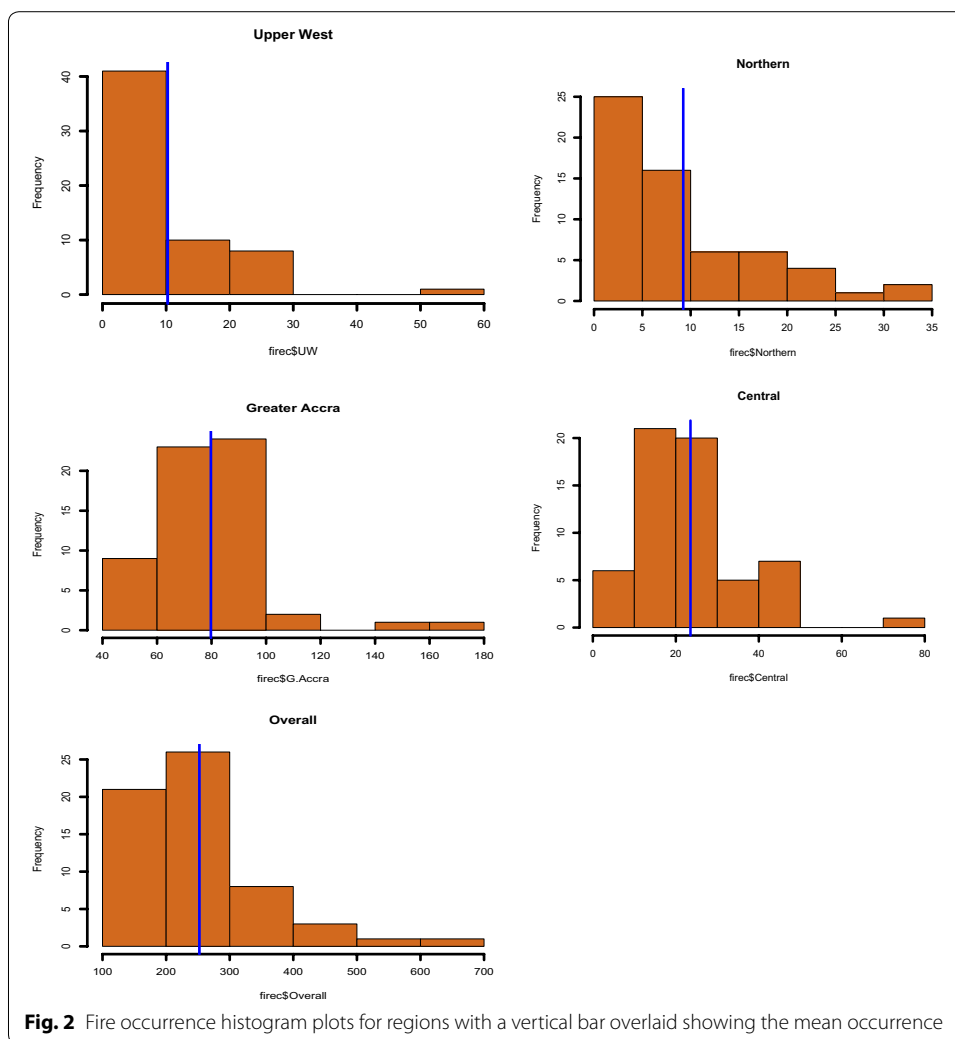 Upper West
Frequency
40
30
20
10
0
0 10 20 30 40 50 60
firec$UW
Northern
Frequency
25
20
15
10
5
0
0 5 10 15 20 25 30 35
firec$Northern
Greater Accra
Frequency
20
15
10
5
0
40 60 80 100 120 140 160 180
firec$G.Accra
Central
Frequency
20
15
10
5
0
0 20 40 60 80
firec$Central
Overall
Frequency
25
20
15
10
5
0
100 200 300 400 500 600 700
firec$Overall
Fig. 2 Fire occurrence histogram plots for regions with a vertical bar overlaid showing the mean occurrence